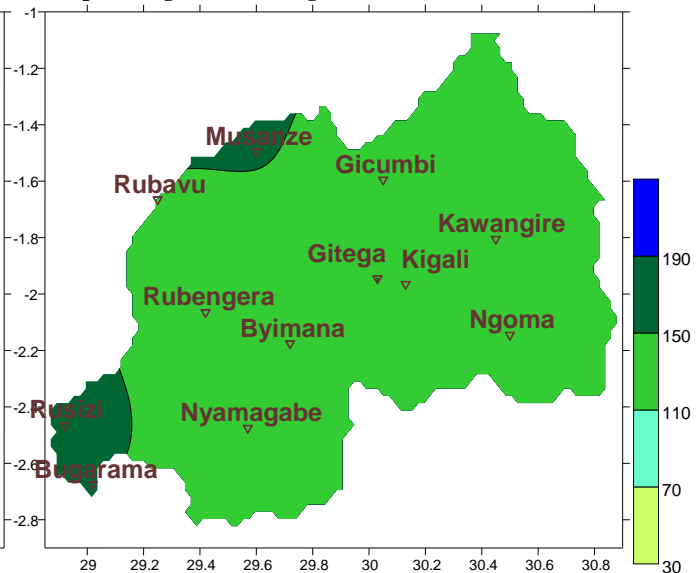 -1
-1.2
-1.4
Musanze
Gicumbi
-1.6
Rubavu
Kawangire
-1.8
Gitega
Kigali
190
-2
Rubengera
Ngoma
Byimana
150
-2.2
Rusizi
Nyamagabe
110
-2.4
Bugarama
-2.6
70
-2.8
30
29 29.2 29.4 29.6 29.8 30 30.2 30.4 30.6 30.8